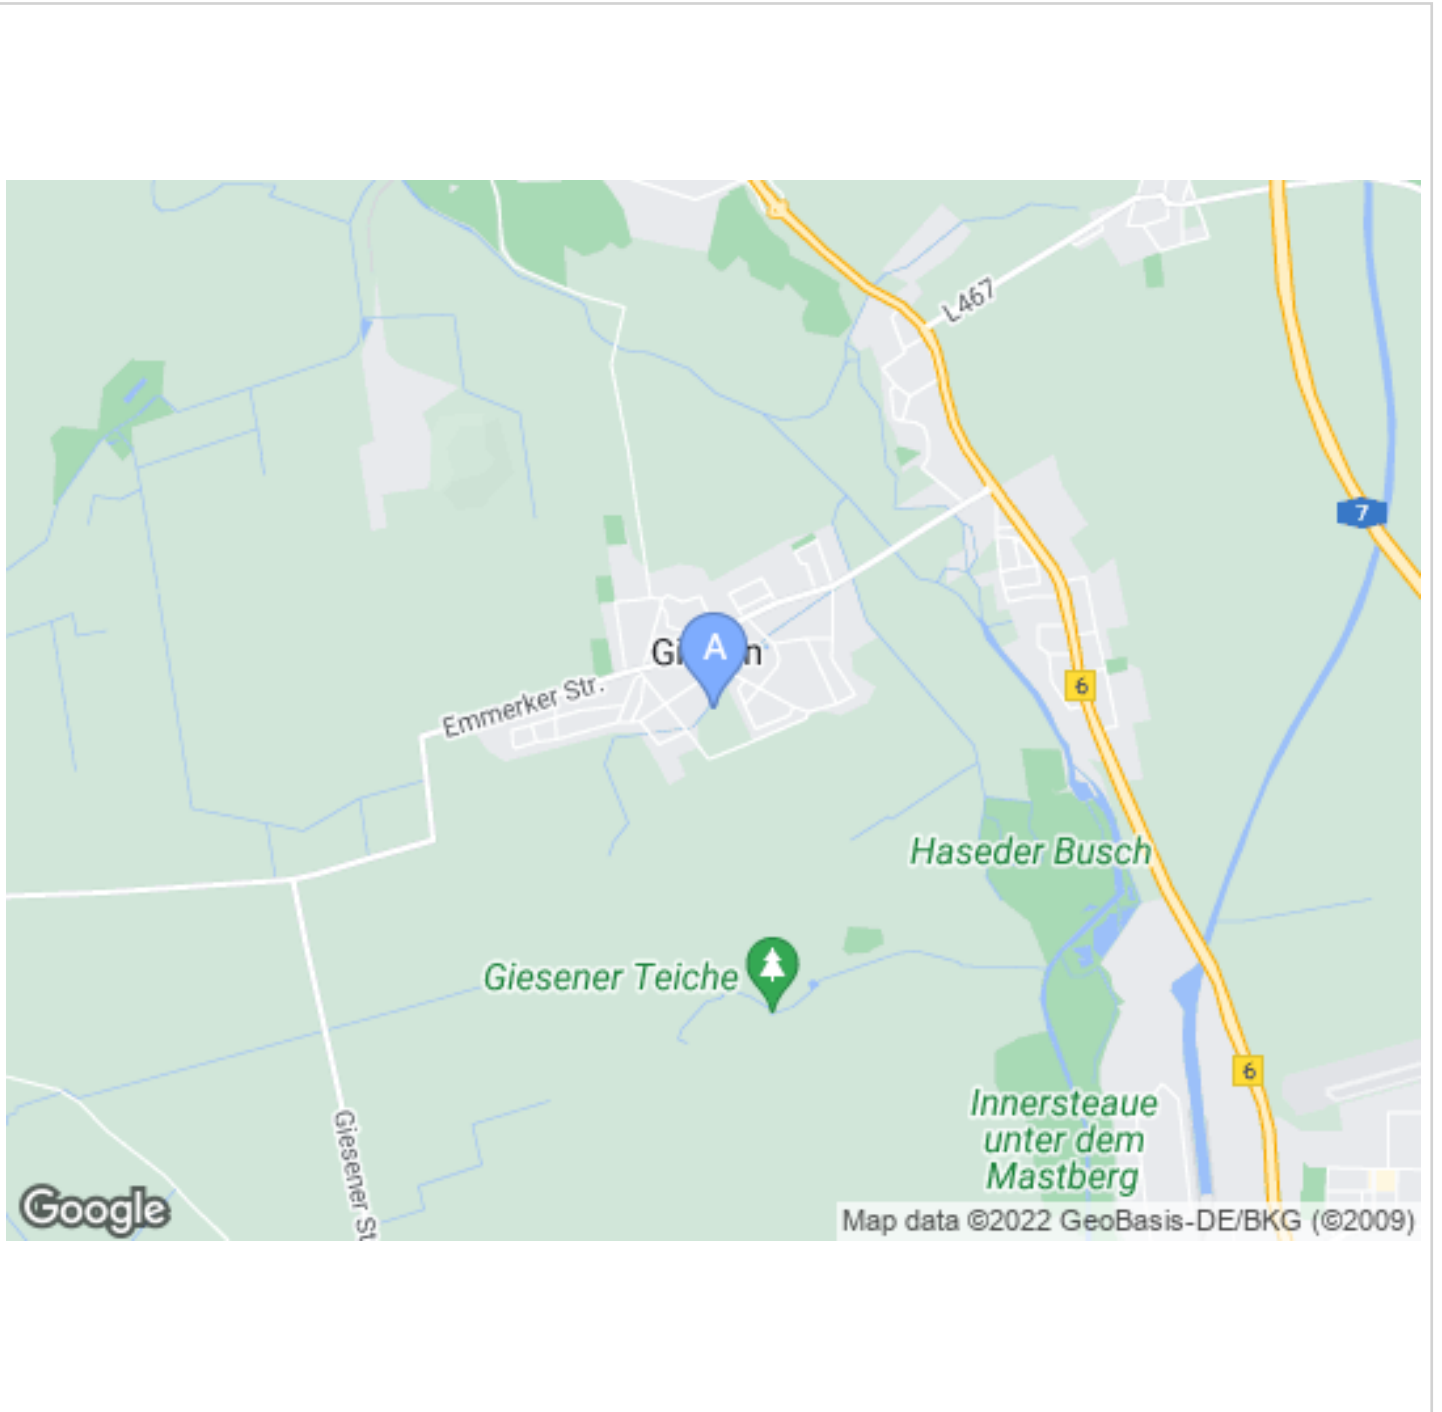 L467
7
A
Emmerker Str.
6
Haseder Busch
Giesener Teiche
6
Innersteaue
unter dem
Mastberg
Giesener St
Google
Map data ©2022 GeoBasis-DE/BKG (©2009)